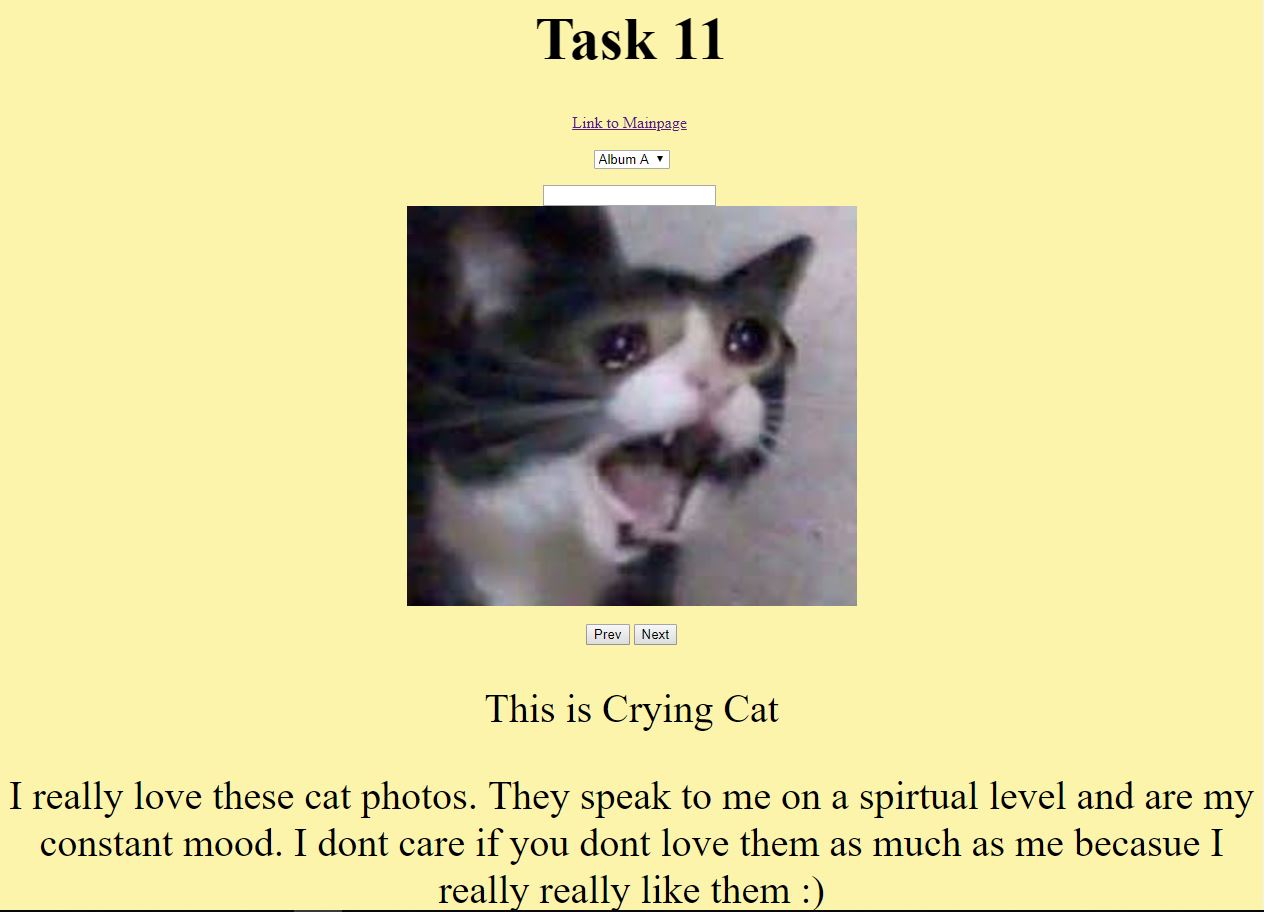 Task 11
Link to Mainpage
Album A
Prev Next
This is Crying Cat
I really love these cat photos. They speak to me on a spirtual level and are my
constant mood. I dont care if you dont love them as much as me becasue I
really really like them :)